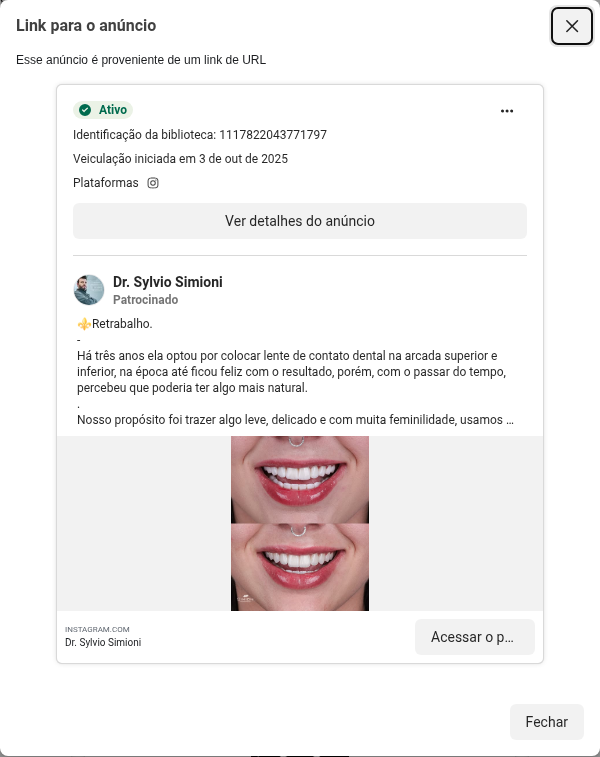 Link para o anúncio
Esse anúncio é proveniente de um link de URL
Ativo
Identificação da biblioteca: 1117822043771797
Veiculação iniciada em 3 de out de 2025
Plataformas
Ver detalhes do anúncio
Dr. Sylvio Simioni
Patrocinado
⚜️Retrabalho.
-
Há três anos ela optou por colocar lente de contato dental na arcada superior e
inferior, na época até ficou feliz com o resultado, porém, com o passar do tempo,
percebeu que poderia ter algo mais natural.
.
Nosso propósito foi trazer algo leve, delicado e com muita feminilidade, usamos ...
INSTAGRAM.COM
Dr. Sylvio Simioni
Acessar o p...
Fechar